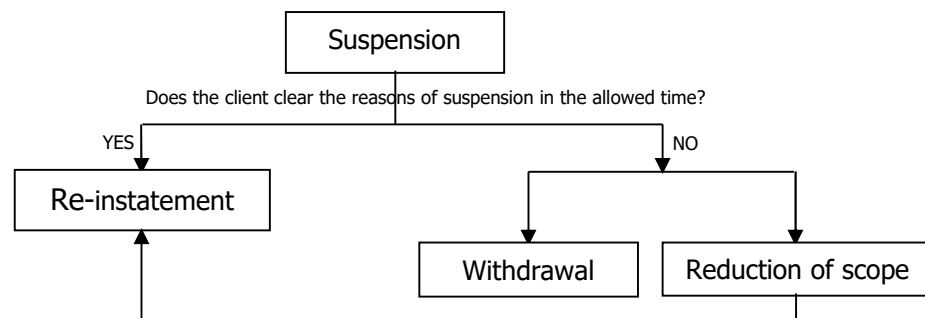 Suspension
Does the client clear the reasons of suspension in the allowed time?
YES
NO
Re-instatement
Withdrawal
Reduction of scope